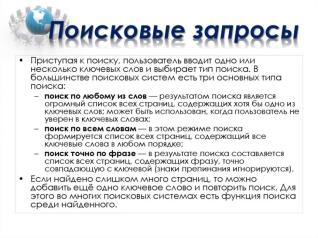 Поисковые запросы
• Приступая к поиску, пользователь вводит одно или
несколько ключевых слов и выбирает тип поиска. В
большинстве поисковых систем есть три основных типа
поиска:
– поиск по любому из слов — результатом поиска является
огромный список всех страниц, содержащих хотя бы одно из
ключевых слов; может быть использован, когда пользователь не
уверен в ключевых словах;
– поиск по всем словам — в этом режиме поиска
формируется список всех страниц, содержащий все
ключевые слова в любом порядке;
– поиск точно по фразе — в результате поиска составляется
список всех страниц, содержащих фразу, точно
совпадающую с ключевой (знаки препинания игнорируются).
• Если найдено слишком много страниц, то можно
добавить ещё одно ключевое слово и повторить поиск. Для
этого во многих поисковых системах есть функция поиска
среди найденного.